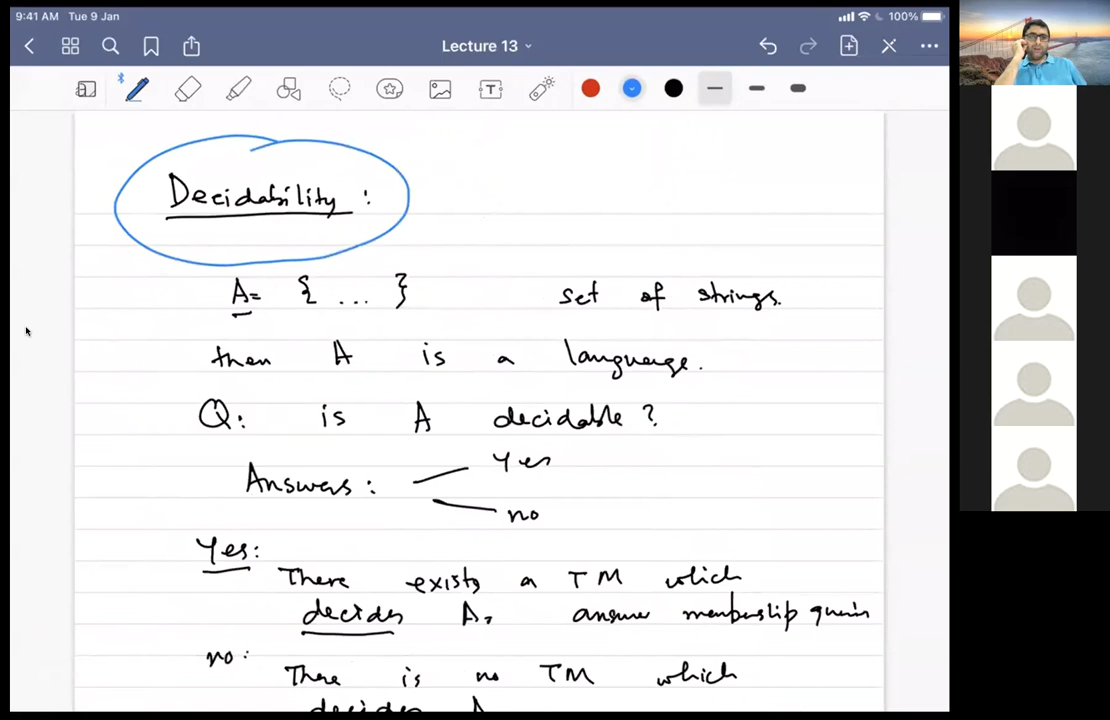 9:41 AM Tue 9 Jan
100%
Lecture 13
T
Decidability :
A= { ... } set of strings.
then A is a language.
Q: is A decidable ?
Answers : yes
no
Yes:
There exists a TM which
decides A, answer membership
no:
There is no TM which
decides A